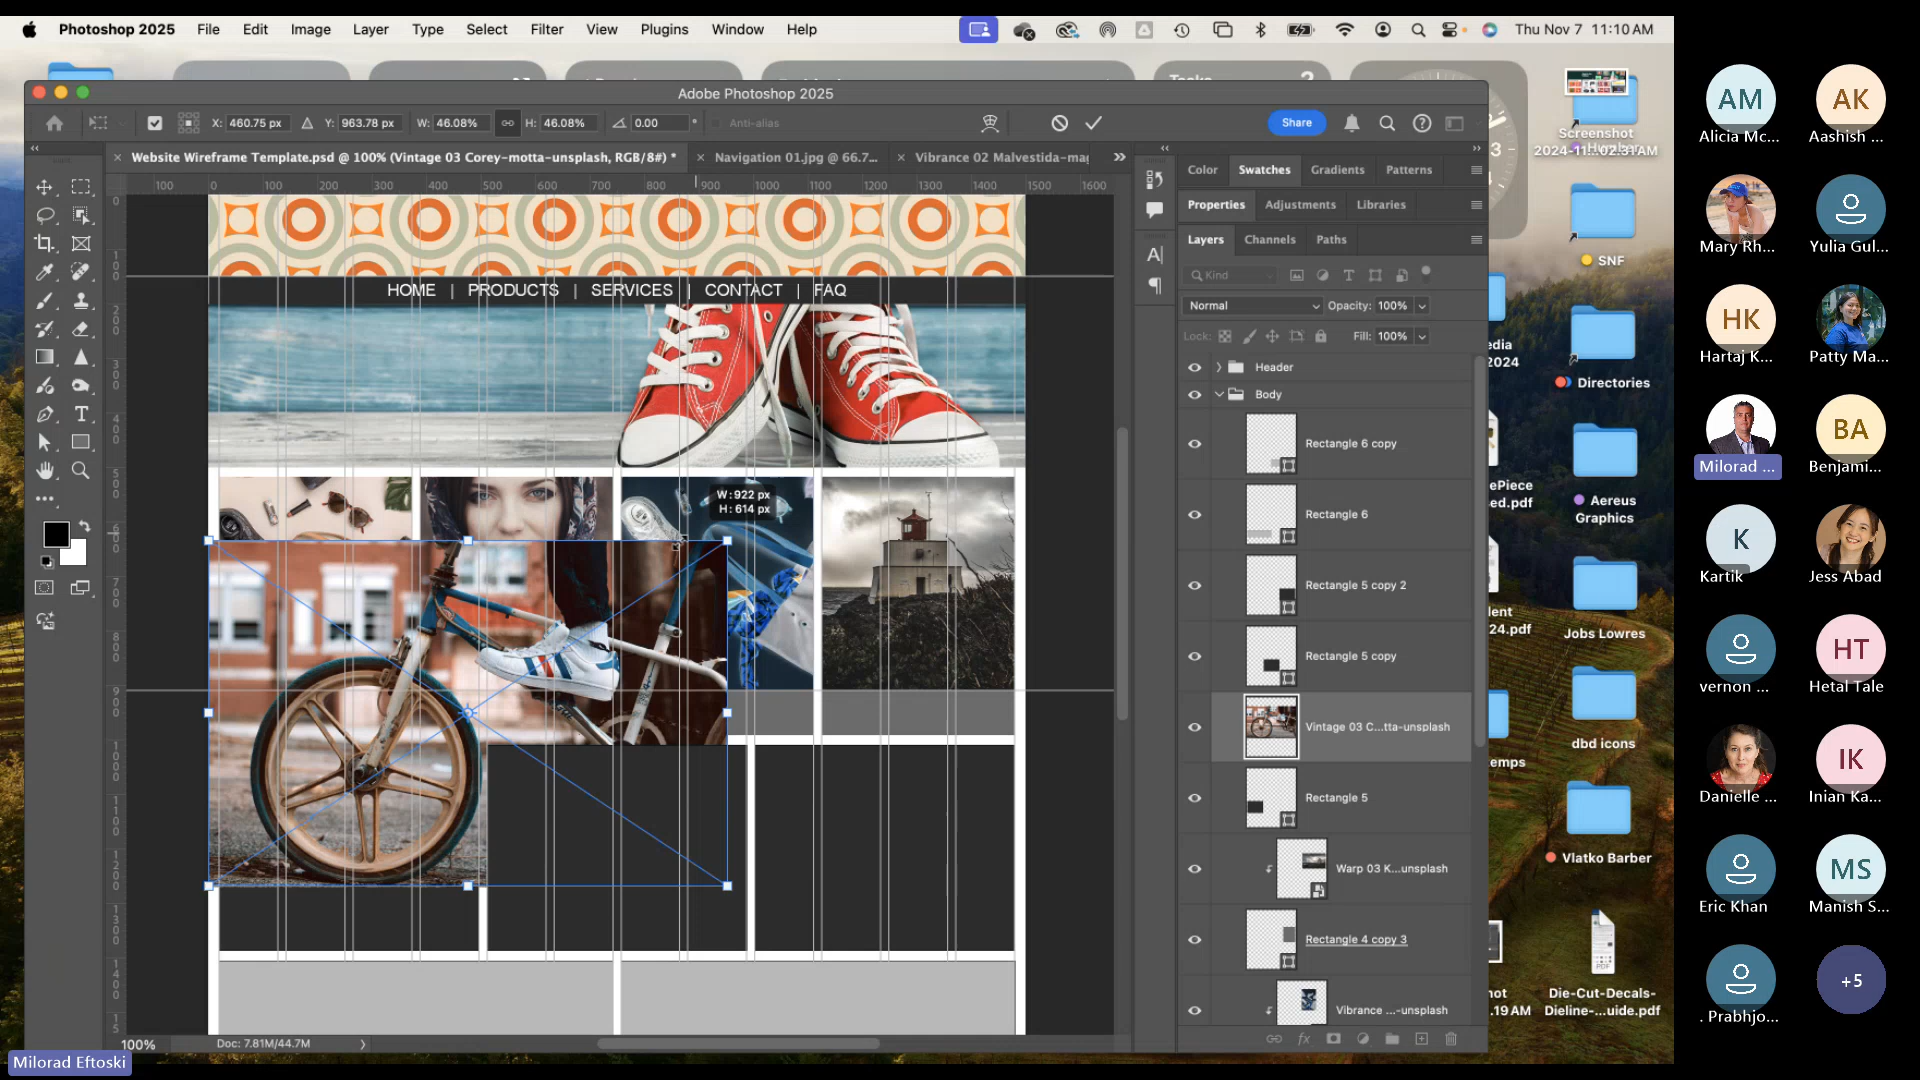 Photoshop 2025 File Edit Image Layer Type Select Filter View Plugins Window Help
Thu Nov 7 11:10 AM
Adobe Photoshop 2025
X: 460.75 px Y: 963.78 px W: 46.08% H: 46.08% 0.00 ° Anti-alias
Share
Website Wireframe Template.psd @ 100% (Vintage 03 Corey-motta-unsplash, RGB/8#) *
Navigation 01.jpg @ 66.7...
Vibrance 02 Malvestida-mag
100 0 100 200 300 400 500 600 700 800 900 1000 1100 1200 1300 1400 1500 1600
HOME | PRODUCTS | SERVICES | CONTACT | FAQ
W: 922 px
H: 614 px
100%
Doc: 7.81M/44.7M
Color Swatches Gradients Patterns
Properties Adjustments Libraries
Layers Channels Paths
Kind
Normal Opacity: 100%
Lock: Fill: 100%
Header
Body
Rectangle 6 copy
Rectangle 6
Rectangle 5 copy 2
Rectangle 5 copy
Vintage 03 C...tta-unsplash
Rectangle 5
Warp 03 K...unsplash
Rectangle 4 copy 3
Vibrance ...-unsplash
fx
Tasks
Screenshot
SNF
Directories
Aereus
Graphics
Jobs Lowres
dbd icons
Vlatko Barber
PDF
Die-Cut-Decals-
Dieline-...uide.pdf
AM
Alicia Mc...
AK
Aashish ...
Mary Rh...
Yulia Gul...
HK
Hartaj K...
Patty Ma...
Milorad ...
BA
Benjami...
K
Kartik
Jess Abad
vernon ...
HT
Hetal Tale
Danielle ...
IK
Inian Ka...
Eric Khan
MS
Manish S...
. Prabhjo...
+5
Milorad Eftoski